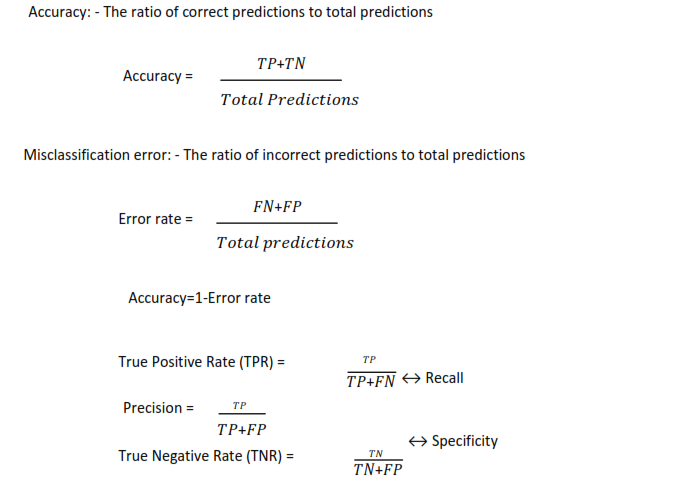 Accuracy: - The ratio of correct predictions to total predictions
TP+TN
Accuracy =
Total Predictions
Misclassification error: - The ratio of incorrect predictions to total predictions
FN+FP
Error rate =
Total predictions
Accuracy=1-Error rate
True Positive Rate (TPR) =
TP
TP+FN ↔ Recall
Precision =
TP
TP+FP
↔ Specificity
True Negative Rate (TNR) =
TN
TN+FP